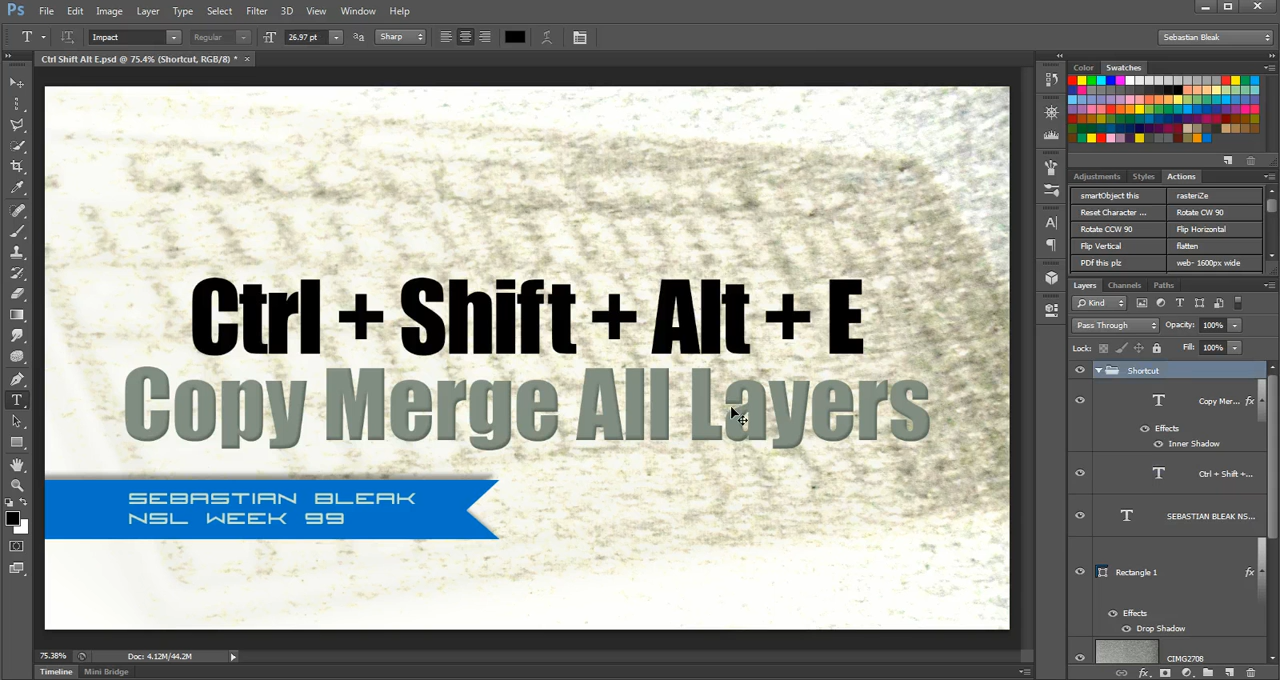 Ps File Edit Image Layer Type Select Filter 3D View Window Help
T Impact Regular 26.97 pt aa Sharp Sebastian Bleak
Ctrl Shift Alt E.psd @ 75.4% (Shortcut, RGB/8) * ×
Color Swatches
Adjustments Styles Actions
smartObject this rasteriZe
Reset Character ... Rotate CW 90
Rotate CCW 90 Flip Horizontal
Flip Vertical flatten
PDf this plz web- 1600px wide
Layers Channels Paths
Kind
Pass Through Opacity: 100%
Lock: Fill: 100%
Shortcut
T Copy Mer... fx
Effects
Inner Shadow
T Ctrl + Shift +...
T SEBASTIAN BLEAK NS...
Rectangle 1 fx
Effects
Drop Shadow
CIMG2708
Ctrl + Shift + Alt + E
Copy Merge All Layers
SEBASTIAN BLEAK
NSL WEEK 99
75.38% Doc: 4.12M/44.2M
Timeline Mini Bridge